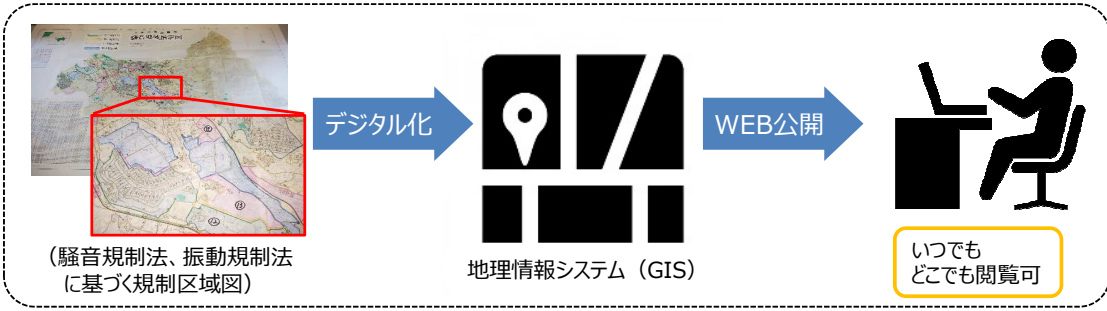 デジタル化
WEB公開
（騒音規制法、振動規制法
に基づく規制区域図）
地理情報システム（GIS）
いつでも
どこでも閲覧可